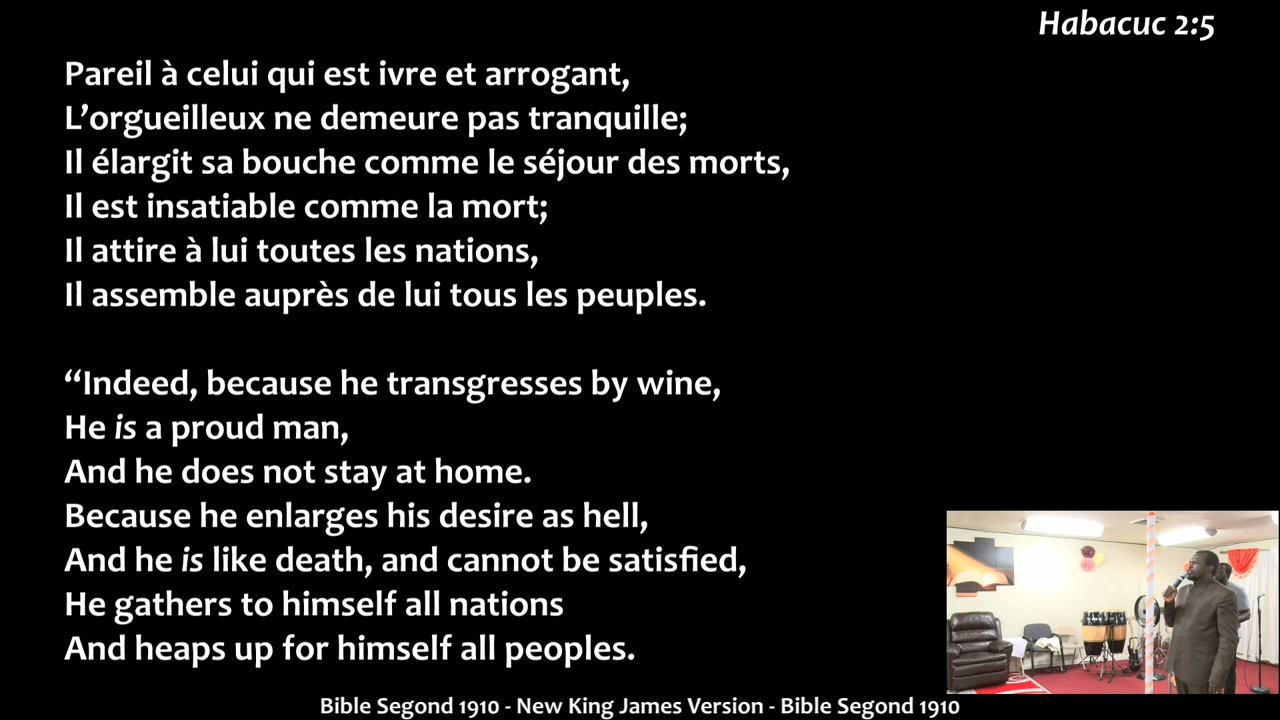 Habacuc 2:5
Pareil à celui qui est ivre et arrogant,
L’orgueilleux ne demeure pas tranquille;
Il élargit sa bouche comme le séjour des morts,
Il est insatiable comme la mort;
Il attire à lui toutes les nations,
Il assemble auprès de lui tous les peuples.
“Indeed, because he transgresses by wine,
He is a proud man,
And he does not stay at home.
Because he enlarges his desire as hell,
And he is like death, and cannot be satisfied,
He gathers to himself all nations
And heaps up for himself all peoples.
Bible Segond 1910 - New King James Version - Bible Segond 1910